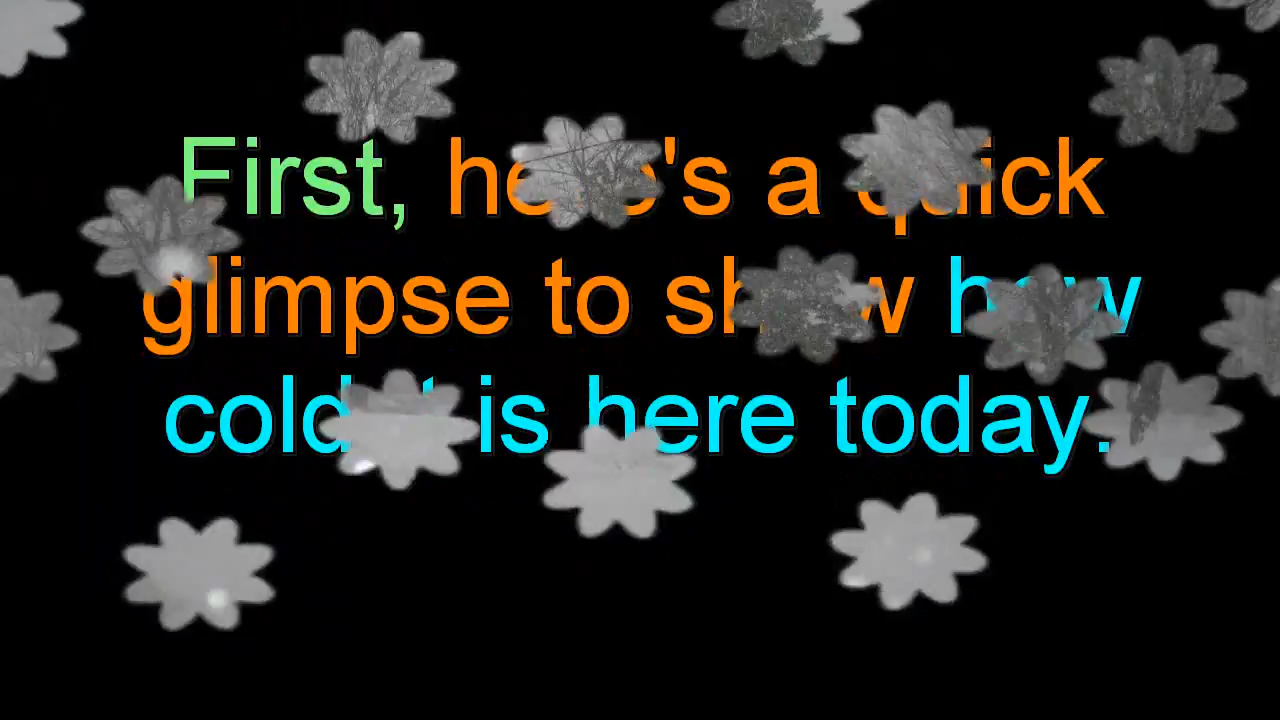 First, here's a quick
glimpse to show how
cold it is here today.